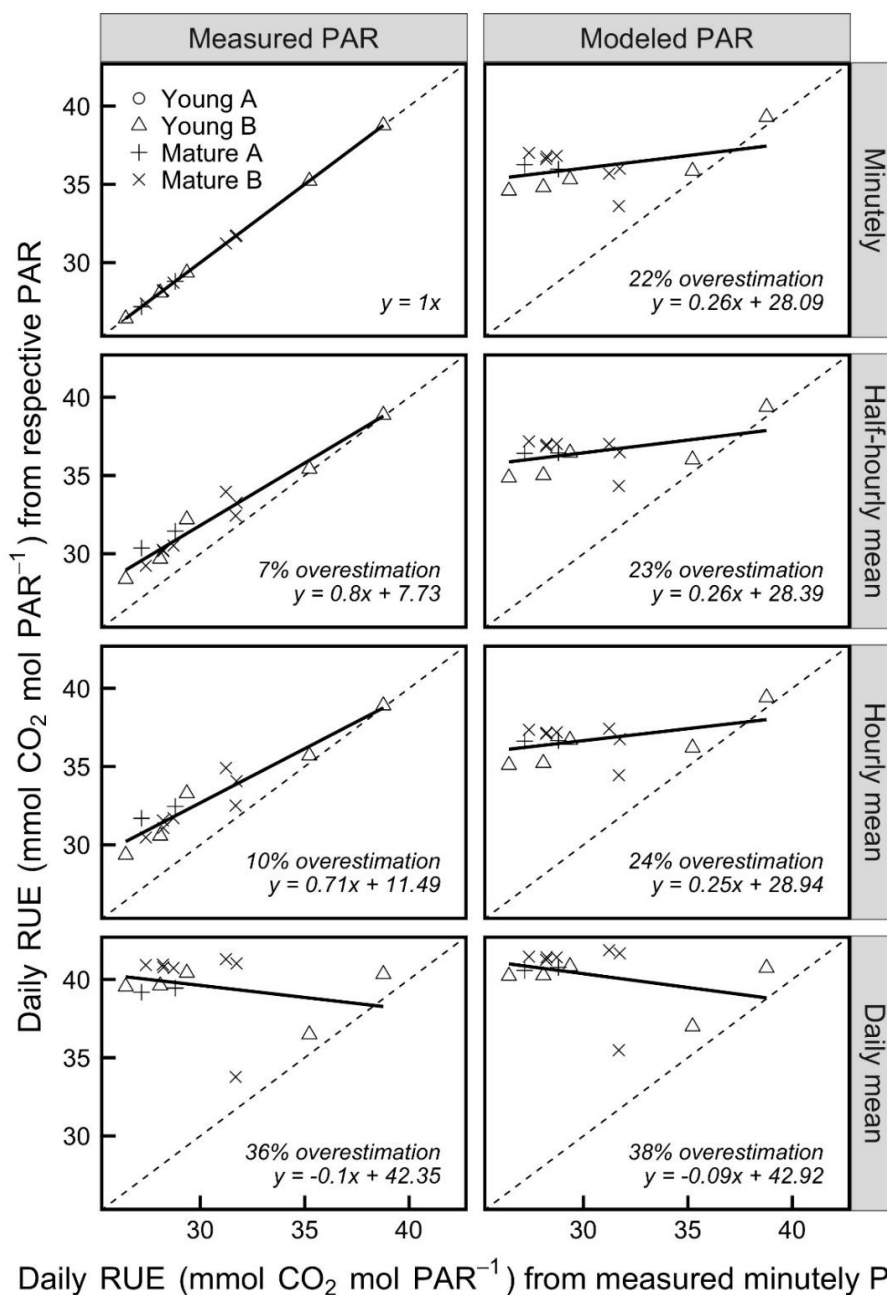 Measured PAR
Modeled PAR
40
35
30
Young A
Young B
Mature A
Mature B
y = 1x
22% overestimation
y = 0.26x + 28.09
Minutely
40
35
30
7% overestimation
y = 0.8x + 7.73
23% overestimation
y = 0.26x + 28.39
Half-hourly mean
40
35
30
10% overestimation
y = 0.71x + 11.49
24% overestimation
y = 0.25x + 28.94
Hourly mean
40
35
30
36% overestimation
y = -0.1x + 42.35
38% overestimation
y = -0.09x + 42.92
Daily mean
30 35 40
30 35 40
Daily RUE (mmol CO₂ mol PAR⁻¹) from respective PAR
Daily RUE (mmol CO₂ mol PAR⁻¹) from measured minutely P